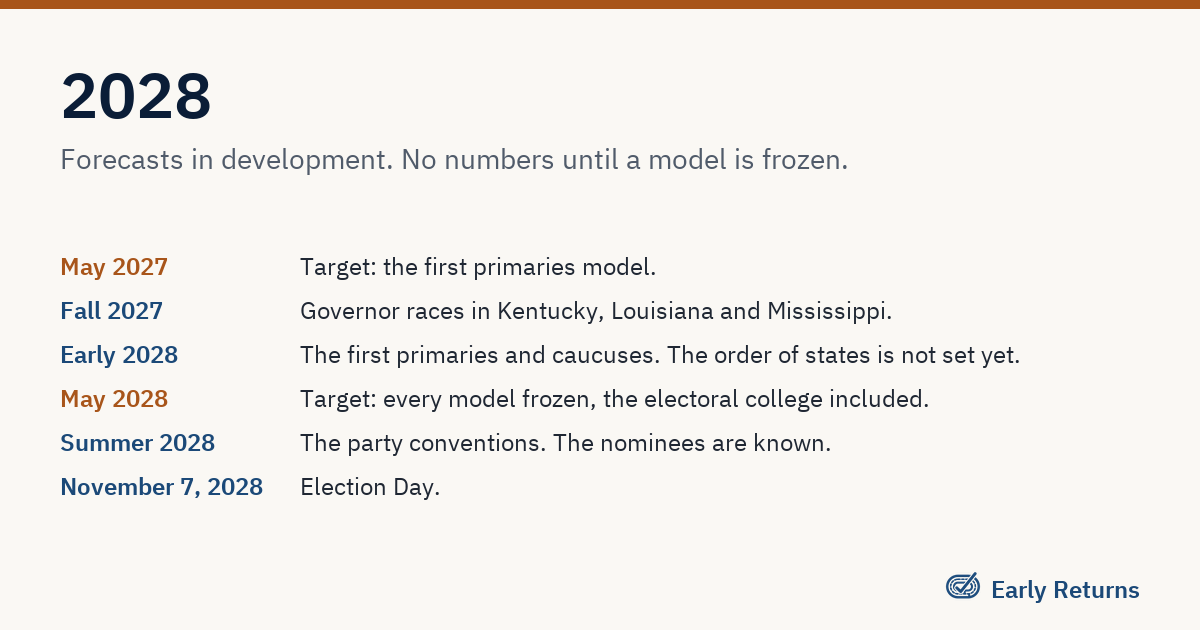 2028
Forecasts in development. No numbers until a model is frozen.
May 2027 Target: the first primaries model.
Fall 2027 Governor races in Kentucky, Louisiana and Mississippi.
Early 2028 The first primaries and caucuses. The order of states is not set yet.
May 2028 Target: every model frozen, the electoral college included.
Summer 2028 The party conventions. The nominees are known.
November 7, 2028 Election Day.
Early Returns